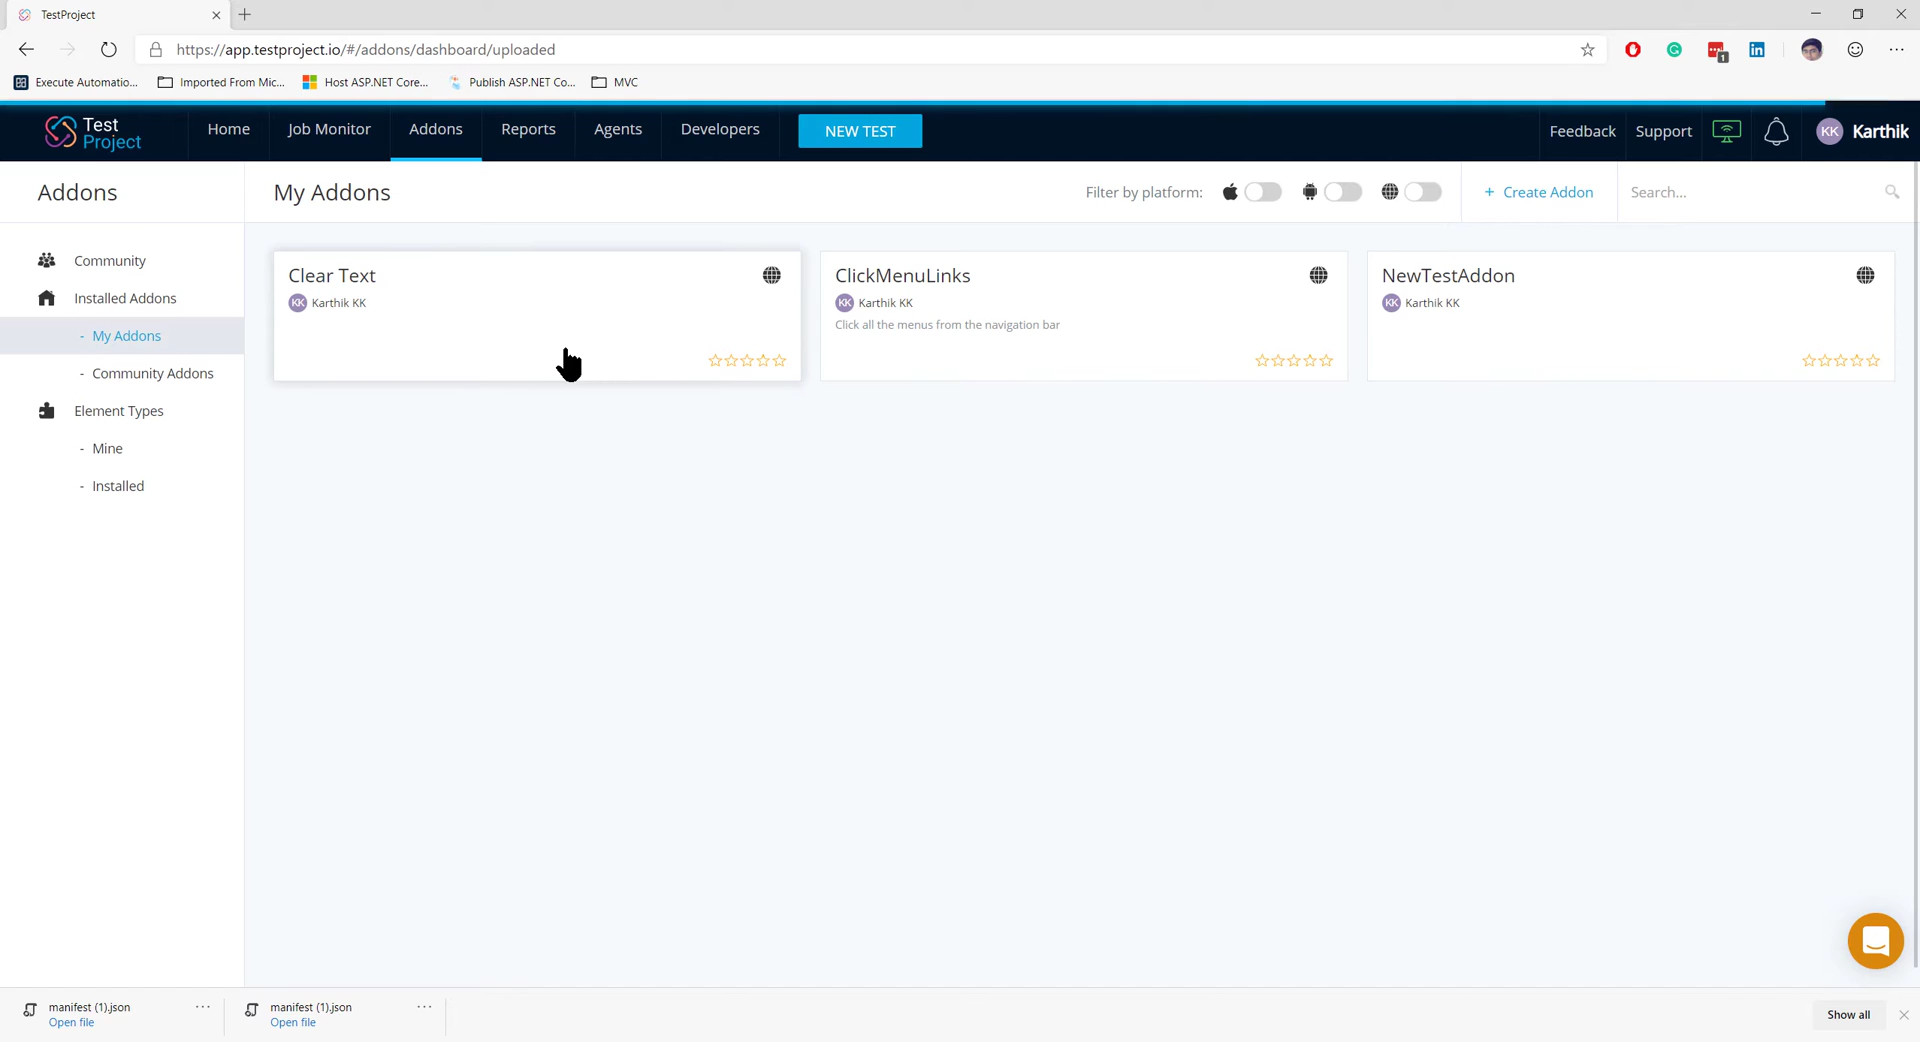 TestProject
https://app.testproject.io/#/addons/dashboard/uploaded
1
Execute Automatio...
Imported From Mic...
Host ASP.NET Core...
Publish ASP.NET Co...
MVC
Test
Project
Home
Job Monitor
Addons
Reports
Agents
Developers
NEW TEST
Feedback
Support
KK
Karthik
Addons
My Addons
Filter by platform:
+ Create Addon
Search...
Community
Installed Addons
- My Addons
- Community Addons
Element Types
- Mine
- Installed
Clear Text
KK Karthik KK
ClickMenuLinks
KK Karthik KK
Click all the menus from the navigation bar
NewTestAddon
KK Karthik KK
manifest (1).json
Open file
manifest (1).json
Open file
Show all